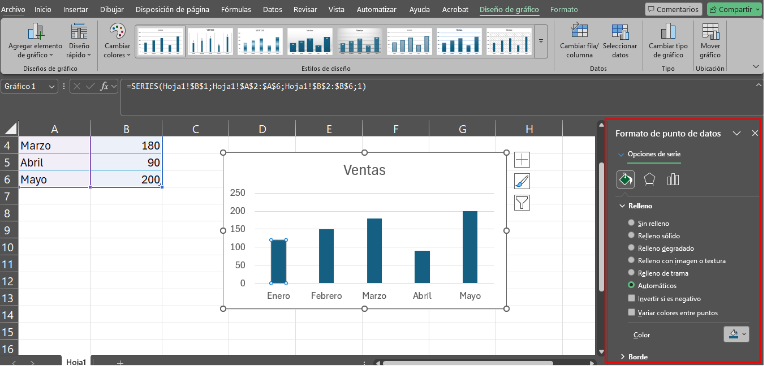 Archivo Inicio Insertar Dibujar Disposición de página Fórmulas Datos Revisar Vista Automatizar Ayuda Acrobat Diseño de gráfico Formato Comentarios Compartir
Agregar elemento de gráfico
Diseño rápido
Cambiar colores
Cambiar fila/ columna
Seleccionar datos
Cambiar tipo de gráfico
Mover gráfico
Diseños de gráfico Estilos de diseño Datos Tipo Ubicación
Gráfico 1 fx =SERIES(Hoja1!$B$1;Hoja1!$A$2:$A$6;Hoja1!$B$2:$B$6;1)
A B C D E F G H
4 Marzo 180
5 Abril 90
6 Mayo 200
7
8
9
10
11
12
13
14
15
16
Ventas
250
200
150
100
50
0
Enero Febrero Marzo Abril Mayo
Hoja1
Formato de punto de datos
Opciones de serie
Relleno
Sin relleno
Relleno sólido
Relleno degradado
Relleno con imagen o textura
Relleno de trama
Automáticos
Invertir si es negativo
Variar colores entre puntos
Color
Borde